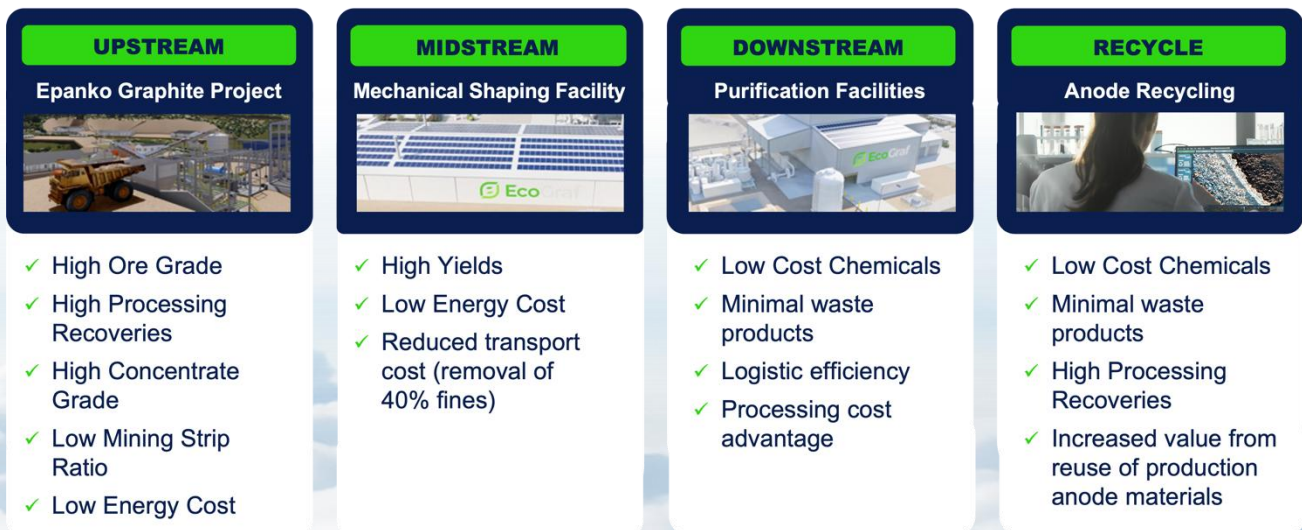 UPSTREAM
Epanko Graphite Project
✓ High Ore Grade
✓ High Processing
Recoveries
✓ High Concentrate
Grade
✓ Low Mining Strip
Ratio
✓ Low Energy Cost
MIDSTREAM
Mechanical Shaping Facility
EcoGraf
✓ High Yields
✓ Low Energy Cost
✓ Reduced transport
cost (removal of
40% fines)
DOWNSTREAM
Purification Facilities
EcoGraf
✓ Low Cost Chemicals
✓ Minimal waste
products
✓ Logistic efficiency
✓ Processing cost
advantage
RECYCLE
Anode Recycling
✓ Low Cost Chemicals
✓ Minimal waste
products
✓ High Processing
Recoveries
✓ Increased value from
reuse of production
anode materials